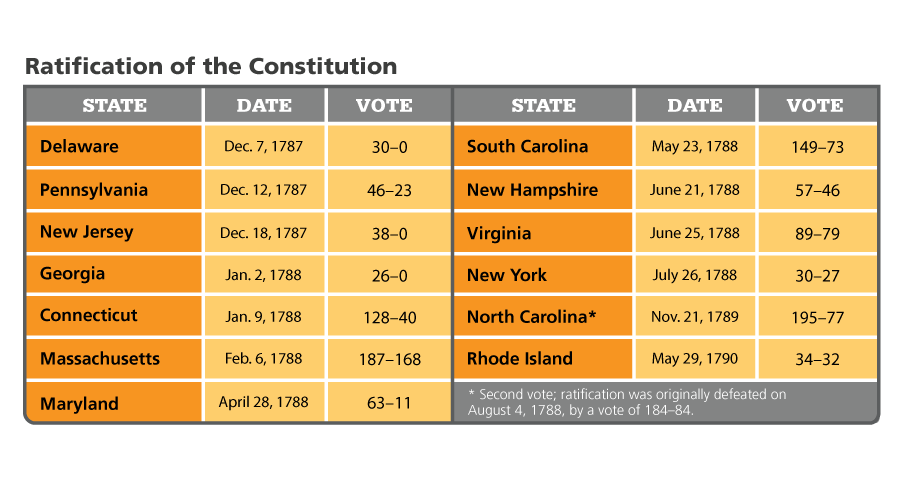 Ratification of the Constitution
STATE DATE VOTE STATE DATE VOTE
Delaware Dec. 7, 1787 30–0 South Carolina May 23, 1788 149–73
Pennsylvania Dec. 12, 1787 46–23 New Hampshire June 21, 1788 57–46
New Jersey Dec. 18, 1787 38–0 Virginia June 25, 1788 89–79
Georgia Jan. 2, 1788 26–0 New York July 26, 1788 30–27
Connecticut Jan. 9, 1788 128–40 North Carolina* Nov. 21, 1789 195–77
Massachusetts Feb. 6, 1788 187–168 Rhode Island May 29, 1790 34–32
Maryland April 28, 1788 63–11
* Second vote; ratification was originally defeated on
August 4, 1788, by a vote of 184–84.